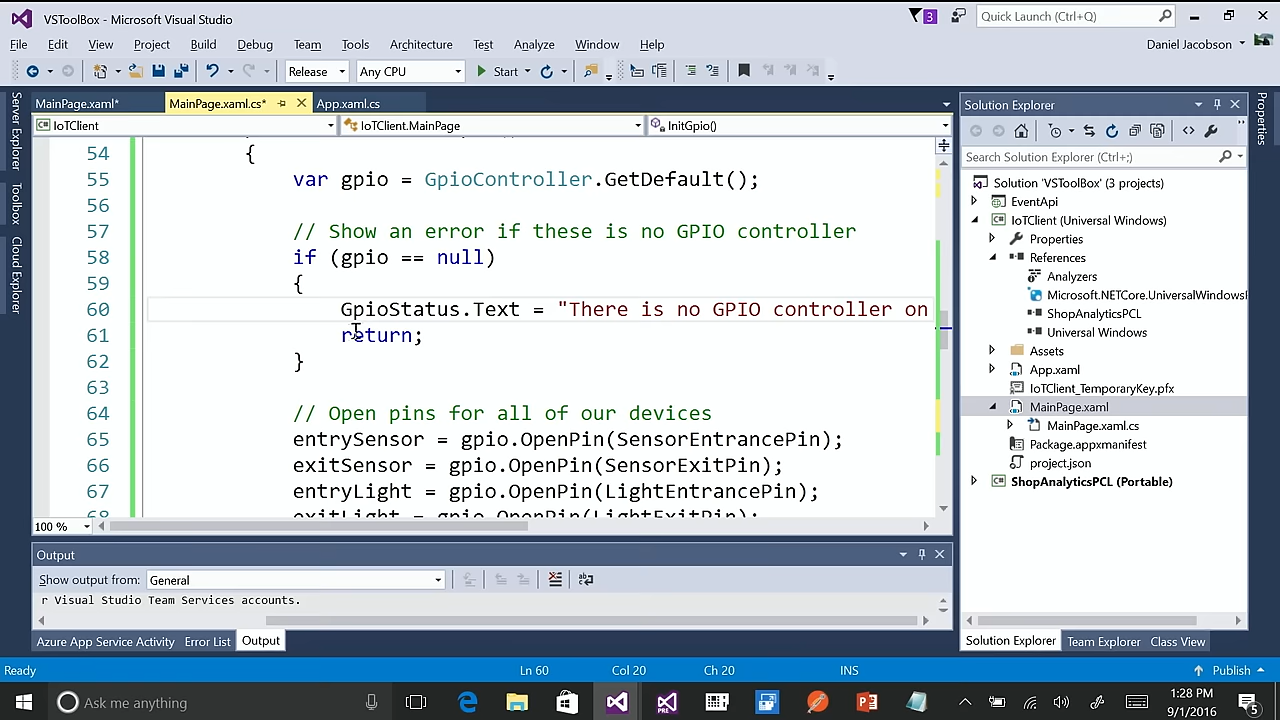 VSToolBox - Microsoft Visual Studio
3
Quick Launch (Ctrl+Q)
File Edit View Project Build Debug Team Tools Architecture Test Analyze Window Help
Daniel Jacobson
Release Any CPU Start
Server Explorer
Toolbox
Cloud Explorer
MainPage.xaml* MainPage.xaml.cs* App.xaml.cs
IoTClient IoTClient.MainPage InitGpio()
54 {
55 var gpio = GpioController.GetDefault();
56
57 // Show an error if these is no GPIO controller
58 if (gpio == null)
59 {
60 GpioStatus.Text = "There is no GPIO controller on
61 return;
62 }
63
64 // Open pins for all of our devices
65 entrySensor = gpio.OpenPin(SensorEntrancePin);
66 exitSensor = gpio.OpenPin(SensorExitPin);
67 entryLight = gpio.OpenPin(LightEntrancePin);
68 exitLight = gpio.OpenPin(LightExitPin);
100 %
Output
Show output from: General
r Visual Studio Team Services accounts.
Azure App Service Activity Error List Output
Solution Explorer
Search Solution Explorer (Ctrl+;)
Solution 'VSToolBox' (3 projects)
EventApi
IoTClient (Universal Windows)
Properties
References
Analyzers
Microsoft.NETCore.UniversalWindowsP
ShopAnalyticsPCL
Universal Windows
Assets
App.xaml
IoTClient_TemporaryKey.pfx
MainPage.xaml
MainPage.xaml.cs
Package.appxmanifest
project.json
ShopAnalyticsPCL (Portable)
Solution Explorer Team Explorer Class View
Properties
Ready Ln 60 Col 20 Ch 20 INS Publish
Ask me anything
PRE
1:28 PM
9/1/2016
5